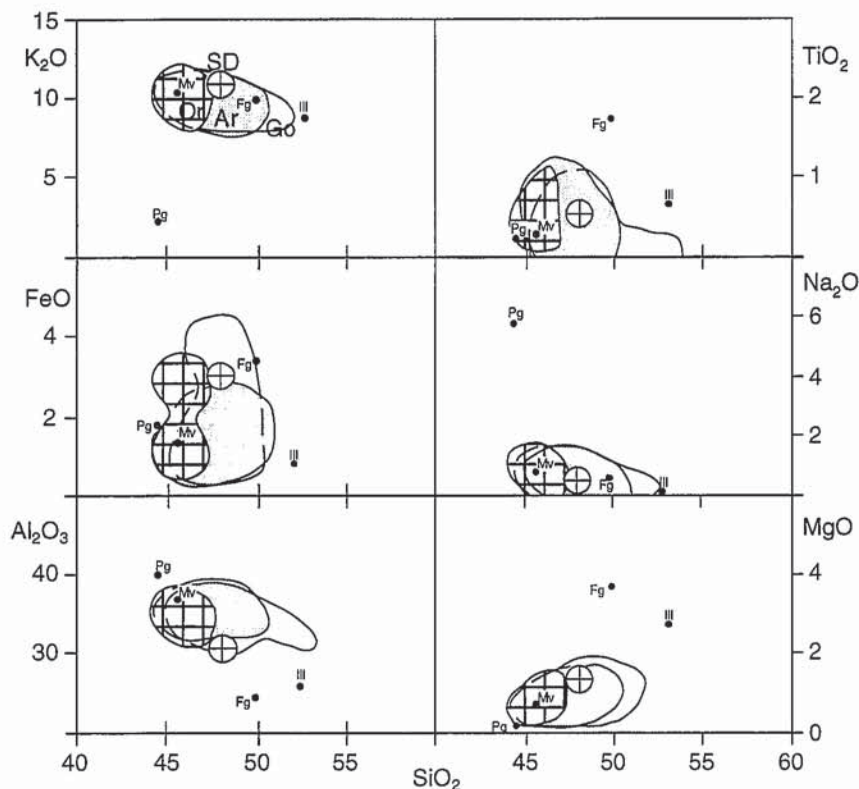 15
K₂O
10
5
SD
Mv
Or
Ar
Fg
Go
Ill
Pg
TiO₂
2
1
Fg
Ill
Pg
Mv
FeO
4
2
Fg
Pg
Mv
Ill
Na₂O
6
4
2
Pg
Mv
Fg
Ill
Al₂O₃
40
30
Pg
Mv
Fg
Ill
MgO
4
2
0
Fg
Ill
Mv
Pg
40 45 50 55 45 50 55 60
SiO₂